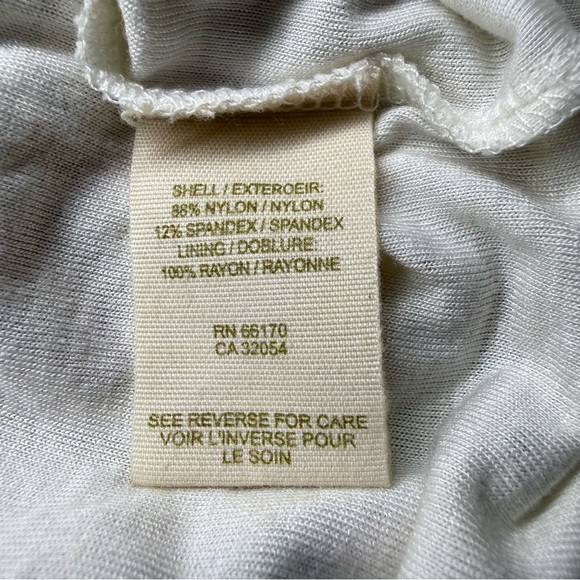 SHELL / EXTEROEIR:
88% NYLON / NYLON
12% SPANDEX / SPANDEX
LINING / DOBLURE:
100% RAYON / RAYONNE
RN 66170
CA 32054
SEE REVERSE FOR CARE
VOIR L'INVERSE POUR
LE SOIN